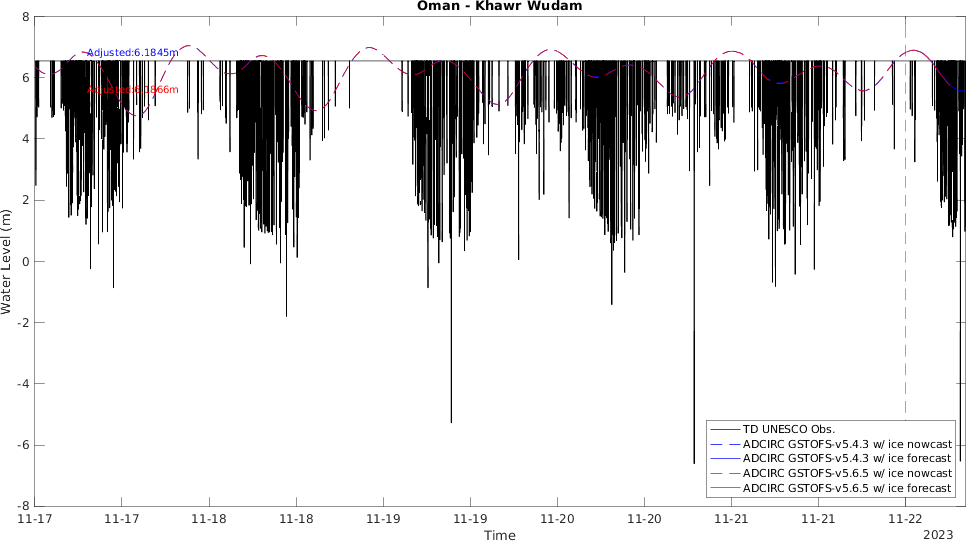 Oman - Khawr Wudam
8
6
4
2
0
-2
-4
-6
-8
Water Level (m)
Adjusted:6.1845m
Adjusted:6.1866m
TD UNESCO Obs.
ADCIRC GSTOFS-v5.4.3 w/ ice nowcast
ADCIRC GSTOFS-v5.4.3 w/ ice forecast
ADCIRC GSTOFS-v5.6.5 w/ ice nowcast
ADCIRC GSTOFS-v5.6.5 w/ ice forecast
11-17 11-17 11-18 11-18 11-19 11-19 11-20 11-20 11-21 11-21 11-22
Time
2023